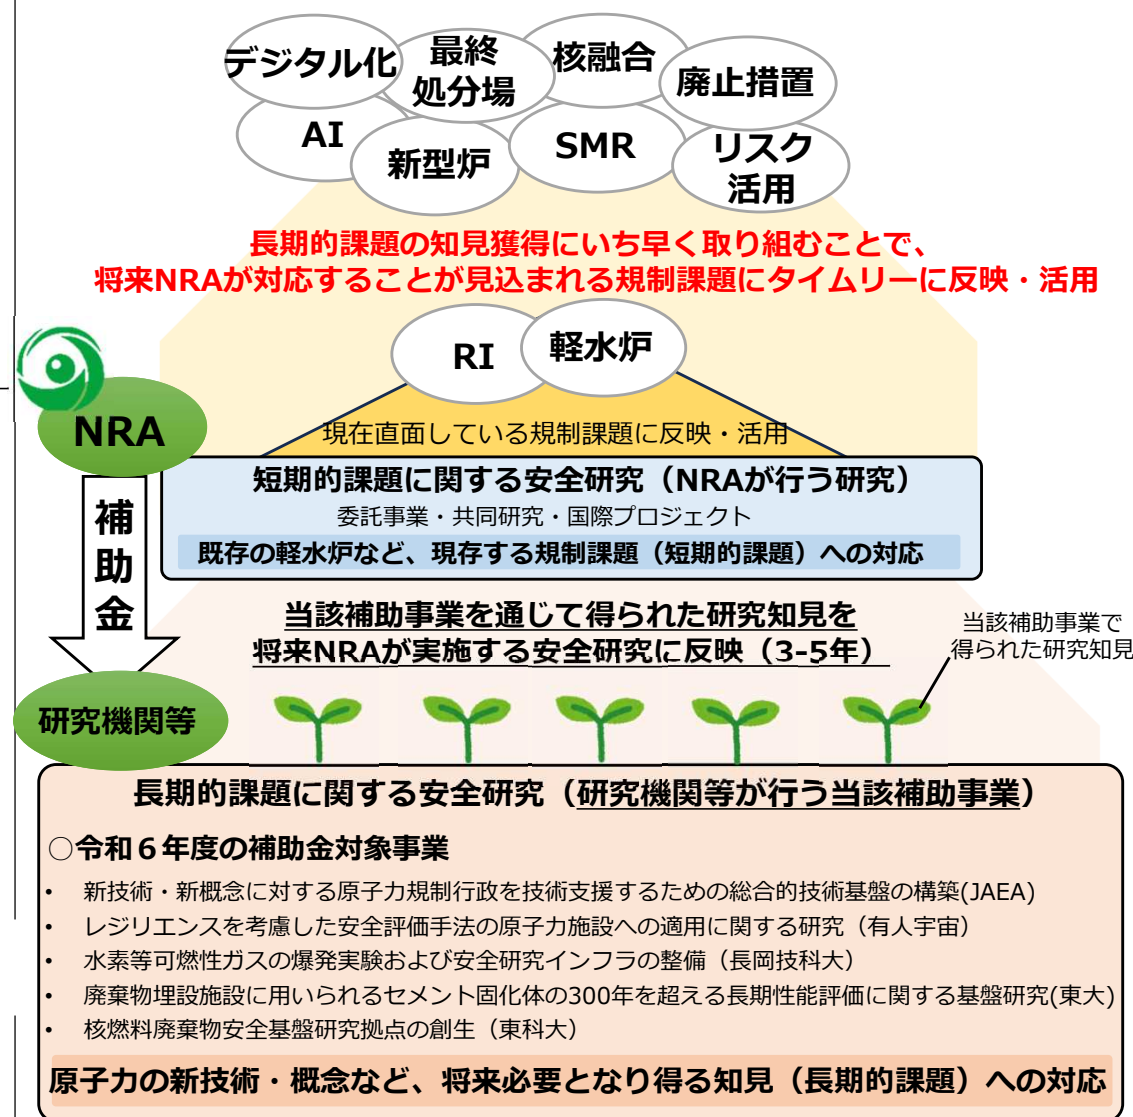 デジタル化
最終
処分場
核融合
廃止措置
AI
新型炉
SMR
リスク
活用
長期的課題の知見獲得にいち早く取り組むことで、
将来NRAが対応することが見込まれる規制課題にタイムリーに反映・活用
RI
軽水炉
NRA
現在直面している規制課題に反映・活用
短期的課題に関する安全研究（NRAが行う研究）
委託事業・共同研究・国際プロジェクト
既存の軽水炉など、現存する規制課題（短期的課題）への対応
補
助
金
当該補助事業を通じて得られた研究知見を
将来NRAが実施する安全研究に反映（3-5年）
当該補助事業で
得られた研究知見
研究機関等
長期的課題に関する安全研究（研究機関等が行う当該補助事業）
○令和６年度の補助金対象事業
• 新技術・新概念に対する原子力規制行政を技術支援するための総合的技術基盤の構築(JAEA)
• レジリエンスを考慮した安全評価手法の原子力施設への適用に関する研究（有人宇宙）
• 水素等可燃性ガスの爆発実験および安全研究インフラの整備（長岡技科大）
• 廃棄物埋設施設に用いられるセメント固化体の300年を超える長期性能評価に関する基盤研究(東大)
• 核燃料廃棄物安全基盤研究拠点の創生（東科大）
原子力の新技術・概念など、将来必要となり得る知見（長期的課題）への対応